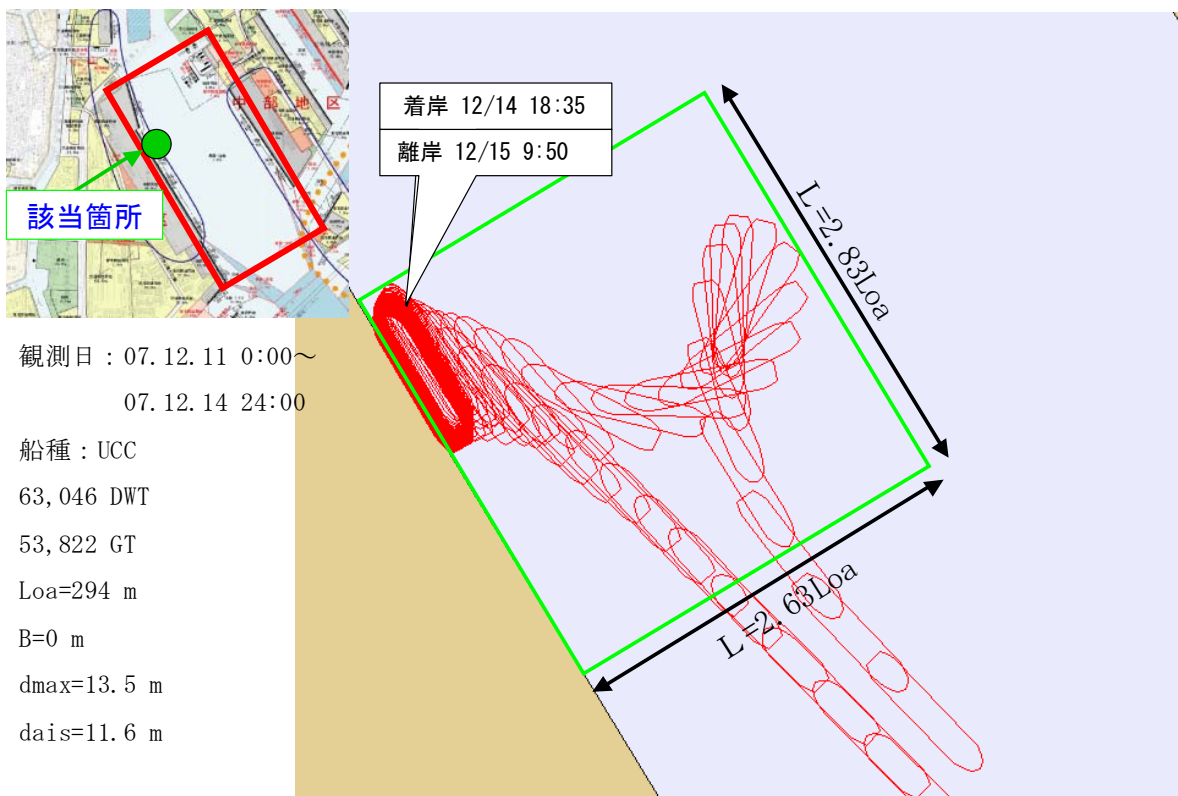 中部地区
該当箇所
着岸 12/14 18:35
離岸 12/15 9:50
L=2.83Loa
L=2.63Loa
観測日：07.12.11 0:00～
07.12.14 24:00
船種：UCC
63,046 DWT
53,822 GT
Loa=294 m
B=0 m
dmax=13.5 m
dais=11.6 m